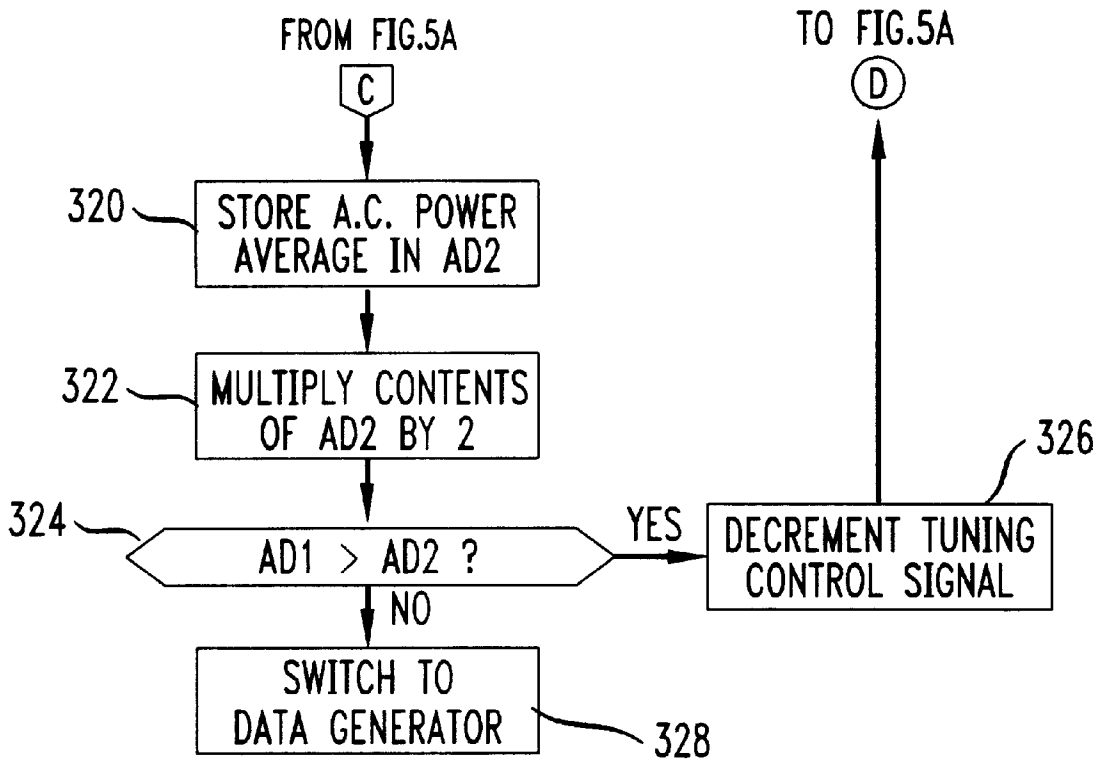 FROM FIG.5A
C
TO FIG.5A
D
320
STORE A.C. POWER
AVERAGE IN AD2
322
MULTIPLY CONTENTS
OF AD2 BY 2
324
AD1 > AD2 ?
YES
326
DECREMENT TUNING
CONTROL SIGNAL
NO
SWITCH TO
DATA GENERATOR
328